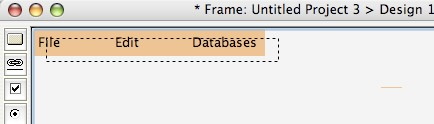 * Frame: Untitled Project 3 > Design 1
File Edit Databases